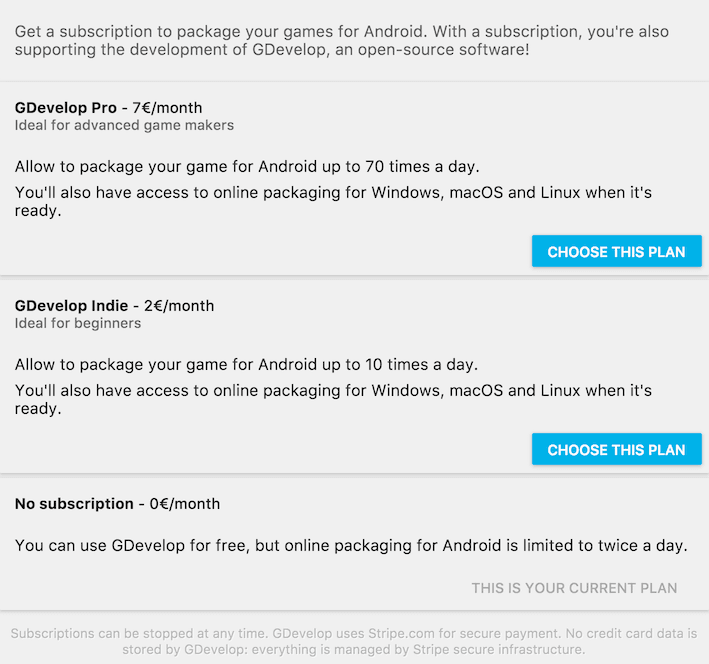 Get a subscription to package your games for Android. With a subscription, you're also
supporting the development of GDevelop, an open-source software!
GDevelop Pro - 7€/month
Ideal for advanced game makers
Allow to package your game for Android up to 70 times a day.
You'll also have access to online packaging for Windows, macOS and Linux when it's
ready.
CHOOSE THIS PLAN
GDevelop Indie - 2€/month
Ideal for beginners
Allow to package your game for Android up to 10 times a day.
You'll also have access to online packaging for Windows, macOS and Linux when it's
ready.
CHOOSE THIS PLAN
No subscription - 0€/month
You can use GDevelop for free, but online packaging for Android is limited to twice a day.
THIS IS YOUR CURRENT PLAN
Subscriptions can be stopped at any time. GDevelop uses Stripe.com for secure payment. No credit card data is
stored by GDevelop: everything is managed by Stripe secure infrastructure.